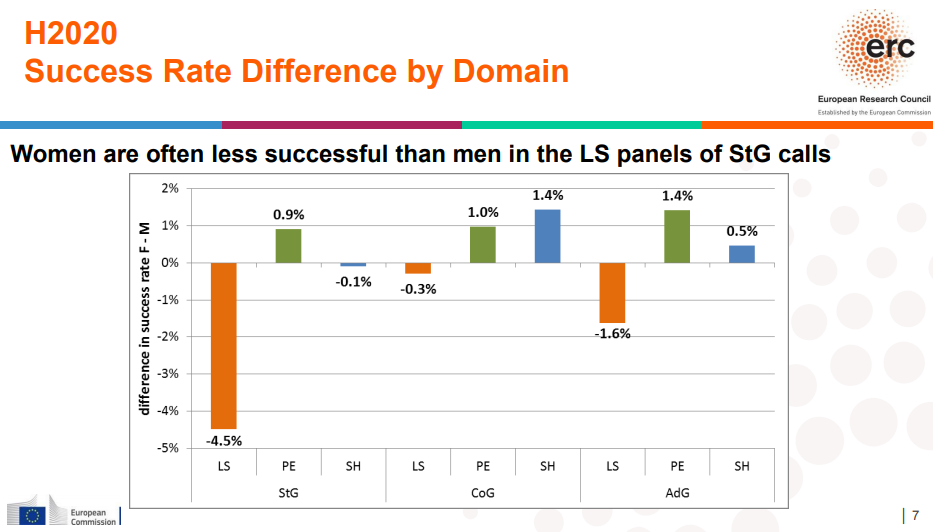 H2020
Success Rate Difference by Domain
erc
European Research Council
Established by the European Commission
Women are often less successful than men in the LS panels of StG calls
difference in success rate F - M
2%
1%
0%
-1%
-2%
-3%
-4%
-5%
-4.5%
0.9%
-0.1%
-0.3%
1.0%
1.4%
-1.6%
1.4%
0.5%
LS PE SH LS PE SH LS PE SH
StG CoG AdG
European
Commission
7